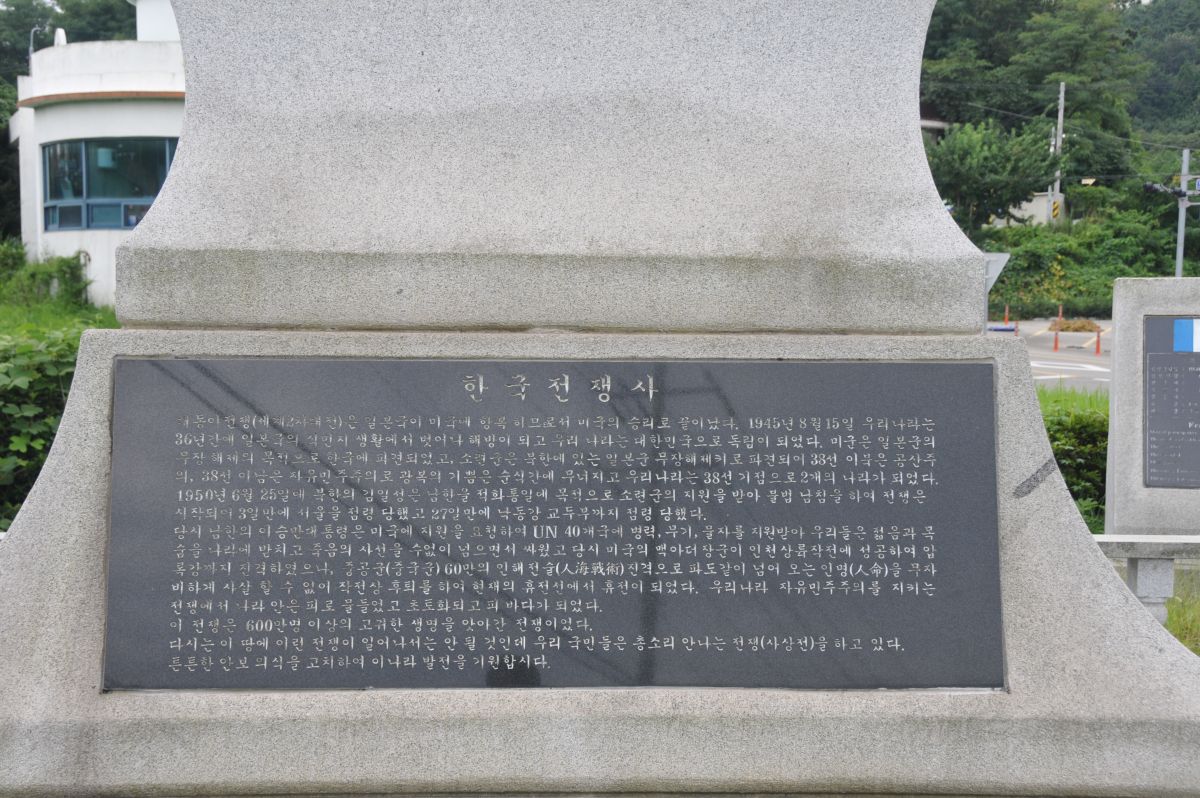 한국전쟁사
대동아전쟁(세계2차대전)은 일본국이 미국에 항복 하므로서 미국의 승리로 끝이났다. 1945년 8월15일 우리나라는
36년간에 일본국의 식민지 생활에서 벗어나 해방이 되고 우리 나라는 대한민국으로 독립이 되었다. 미군은 일본군의
무장 해제의 목적으로 한국에 파견되었고, 소련군은 북한에 있는 일본군 무장해제키로 파견되어 38선 이북은 공산주
의, 38선 이남은 자유민주주의로 광복의 기쁨은 순식간에 무너지고 우리나라는 38선 기점으로 2개의 나라가 되었다.
1950년 6월 25일에 북한의 김일성은 남한을 적화통일에 목적으로 소련군의 지원을 받아 불법 남침을 하여 전쟁은
시작되어 3일만에 서울을 점령 당했고 27일만에 낙동강 교두부까지 점령 당했다.
당시 남한의 이승만대통령은 미국에 지원을 요청하여 UN 40개국에 병력, 무기, 물자를 지원받아 우리들은 젊음과 목
숨을 나라에 받치고 죽음의 사선을 수없이 넘으면서 싸웠고 당시 미국의 맥아더장군이 인천상륙작전에 성공하여 압
록강까지 진격하였으나, 중공군(중국군) 60만의 인해전술(人海戰術)진격으로 파도같이 넘어 오는 인명(人命)을 무자
비하게 사살 할 수 없이 작전상 후퇴를 하여 현재의 휴전선에서 휴전이 되었다. 우리나라 자유민주주의를 지키는
전쟁에서 나라 안은 피로 물들었고 초토화되고 피 바다가 되었다.
이 전쟁은 600만명 이상의 고귀한 생명을 앗아간 전쟁이었다.
다시는 이 땅에 이런 전쟁이 일어나서는 안 될 것인데 우리 국민들은 총소리 안나는 전쟁(사상전)을 하고 있다.
튼튼한 안보 의식을 고치하여 이나라 발전을 기원합시다.